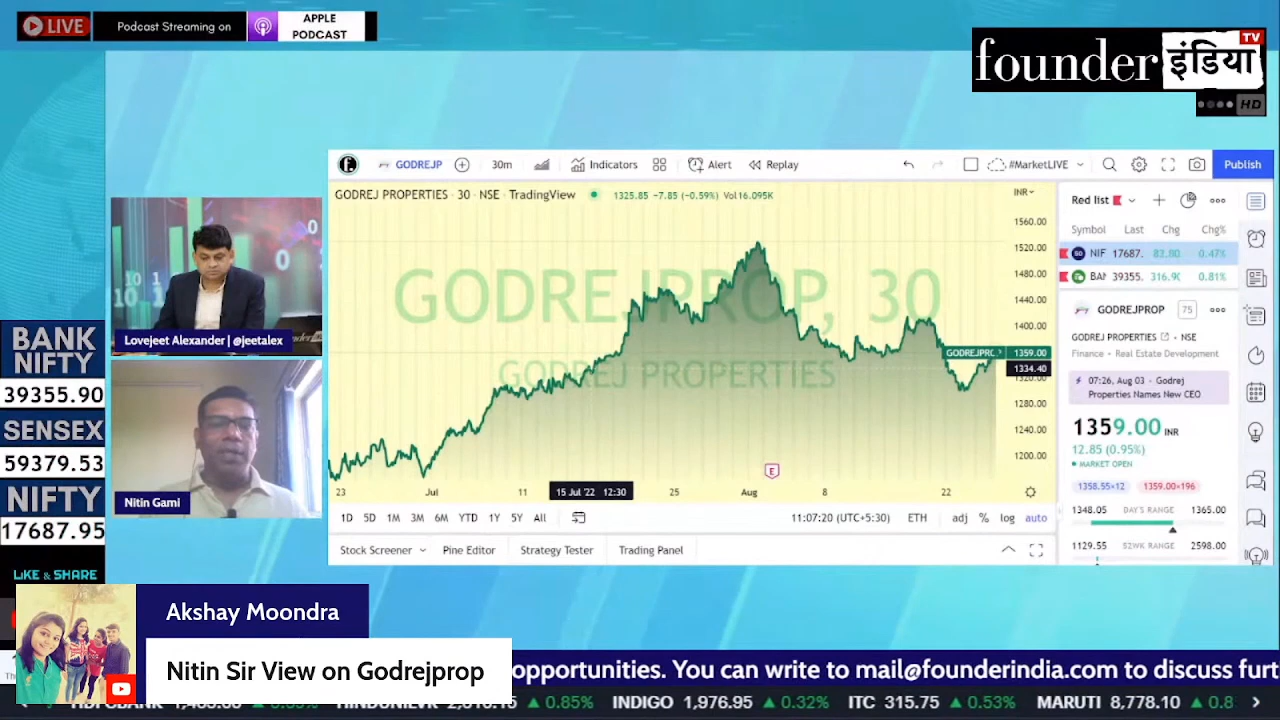 LIVE
Podcast Streaming on
APPLE
PODCAST
founder इंडिया
TV
HD
GODREJP
30m
Indicators
Alert
Replay
#MarketLIVE
Publish
GODREJ PROPERTIES · 30 · NSE · TradingView
1325.85 −7.85 (−0.59%) Vol16.095K
INR
GODREJPROP, 30
GODREJ PROPERTIES
1560.00
1520.00
1480.00
1440.00
1400.00
GODREJPRC
1359.00
1334.40
1320.00
1280.00
1240.00
1200.00
E
23
Jul
11
15 Jul '22 12:30
25
Aug
8
22
1D 5D 1M 3M 6M YTD 1Y 5Y All
11:07:20 (UTC+5:30)
ETH
adj % log auto
Stock Screener
Pine Editor
Strategy Tester
Trading Panel
Red list
Symbol Last Chg Chg%
NIF 17687. 82.80 0.47%
39355. 316.90 0.81%
GODREJPROP
75
GODREJ PROPERTIES · NSE
Finance · Real Estate Development
07:26, Aug 03 · Godrej
Properties Names New CEO
1359.00 INR
12.85 (0.95%)
MARKET OPEN
1358.55×12 1359.00×196
1348.05 DAY'S RANGE 1365.00
1129.55 52WK RANGE 2598.00
Lovejeet Alexander | @jeetalex
Nitin Gami
BANK
NIFTY
39355.90
SENSEX
59379.53
NIFTY
17687.95
LIKE & SHARE
Akshay Moondra
Nitin Sir View on Godrejprop
opportunities. You can write to mail@founderindia.com to discuss furt
0.85% INDIGO 1,978.95 0.32% ITC 315.75 0.53% MARUTI 8,778.10 0.8